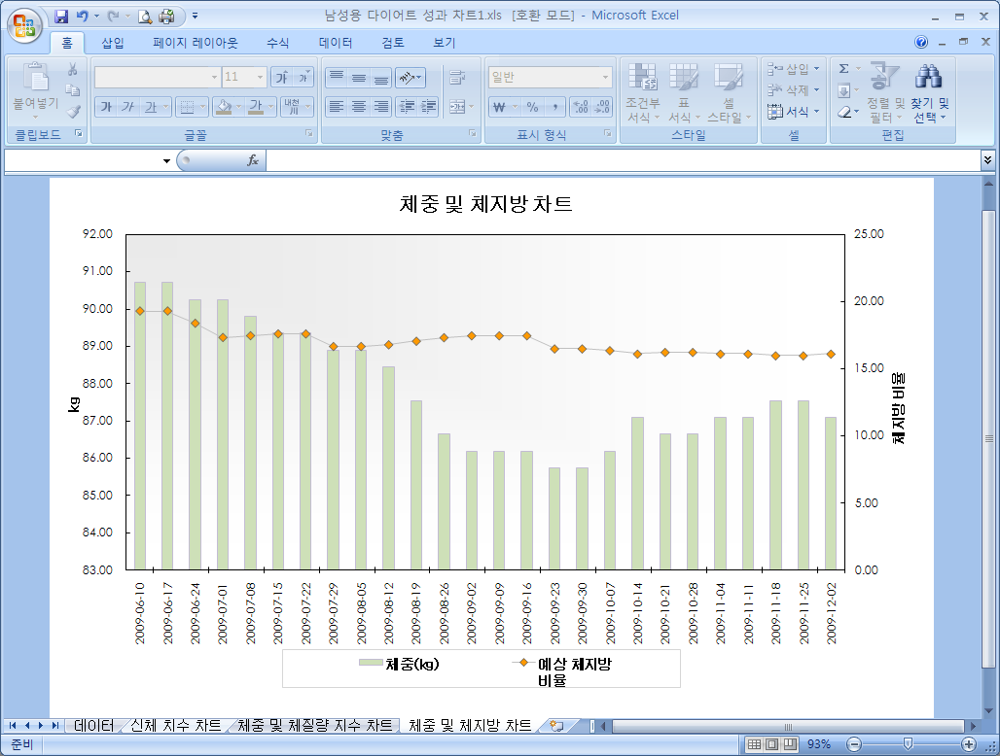 남성용 다이어트 성과 차트1.xls [호환 모드] - Microsoft Excel
홈 삽입 페이지 레이아웃 수식 데이터 검토 보기
붙여넣기
클립보드
11
가 가
가 가 가
내천
글꼴
맞춤
일반
₩ % ,
표시 형식
조건부 서식
표 서식
셀 스타일
스타일
삽입
삭제
서식
셀
Σ
정렬 및 필터
찾기 및 선택
편집
fx
체중 및 체지방 차트
92.00
91.00
90.00
89.00
88.00
87.00
86.00
85.00
84.00
83.00
kg
25.00
20.00
15.00
10.00
5.00
0.00
체지방 비율
2009-06-10
2009-06-17
2009-06-24
2009-07-01
2009-07-08
2009-07-15
2009-07-22
2009-07-29
2009-08-05
2009-08-12
2009-08-19
2009-08-26
2009-09-02
2009-09-09
2009-09-16
2009-09-23
2009-09-30
2009-10-07
2009-10-14
2009-10-21
2009-10-28
2009-11-04
2009-11-11
2009-11-18
2009-11-25
2009-12-02
체중(kg)
예상 체지방
비율
데이터 신체 치수 차트 체중 및 체질량 지수 차트 체중 및 체지방 차트
준비
93%